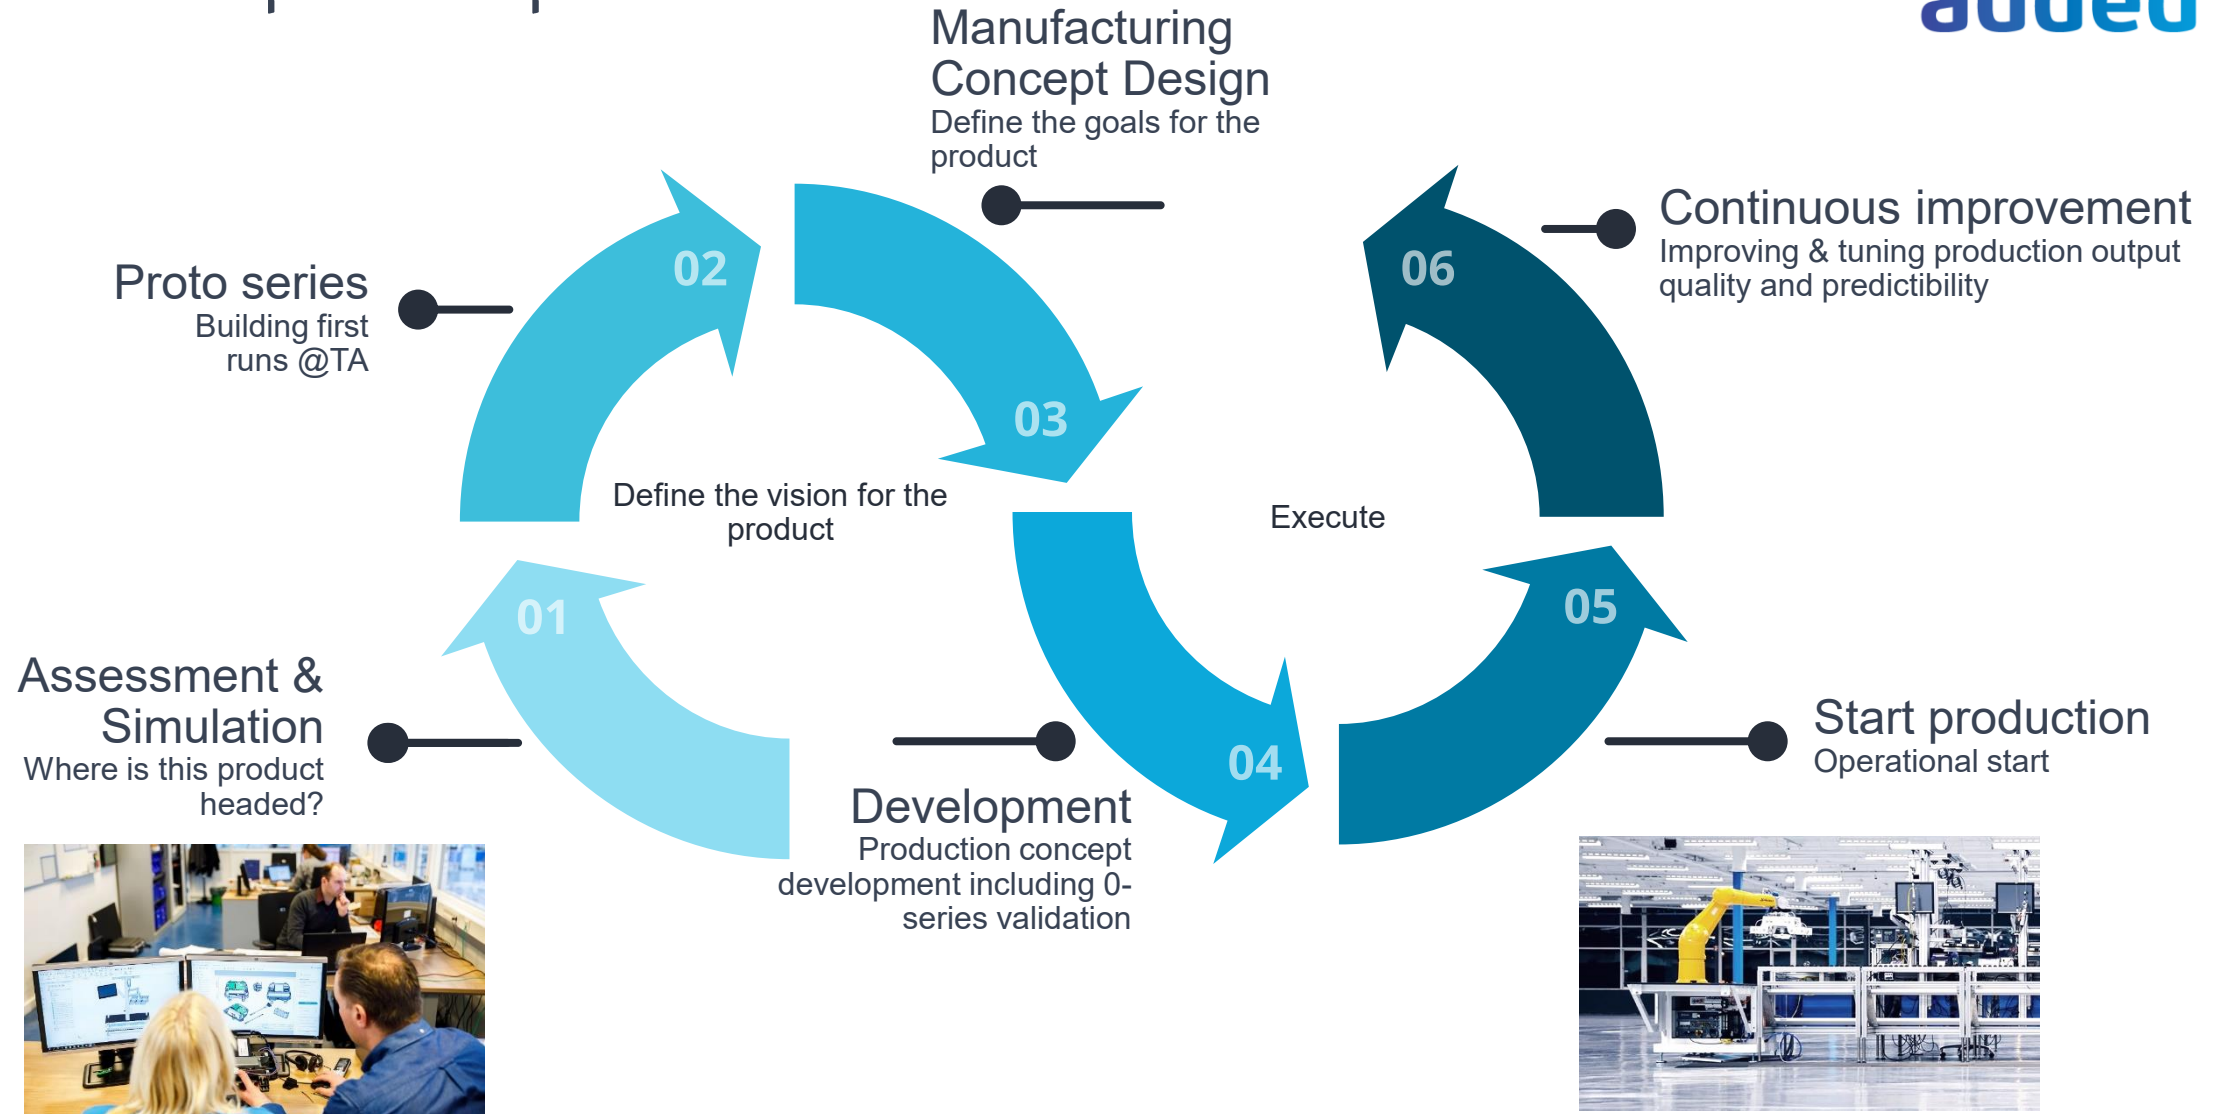 added
Manufacturing
Concept Design
Define the goals for the
product
Continuous improvement
Improving & tuning production output
quality and predictibility
02
06
Proto series
Building first
runs @TA
03
Define the vision for the
product
Execute
01
05
Assessment &
Simulation
Where is this product
headed?
Start production
Operational start
04
Development
Production concept
development including 0-
series validation